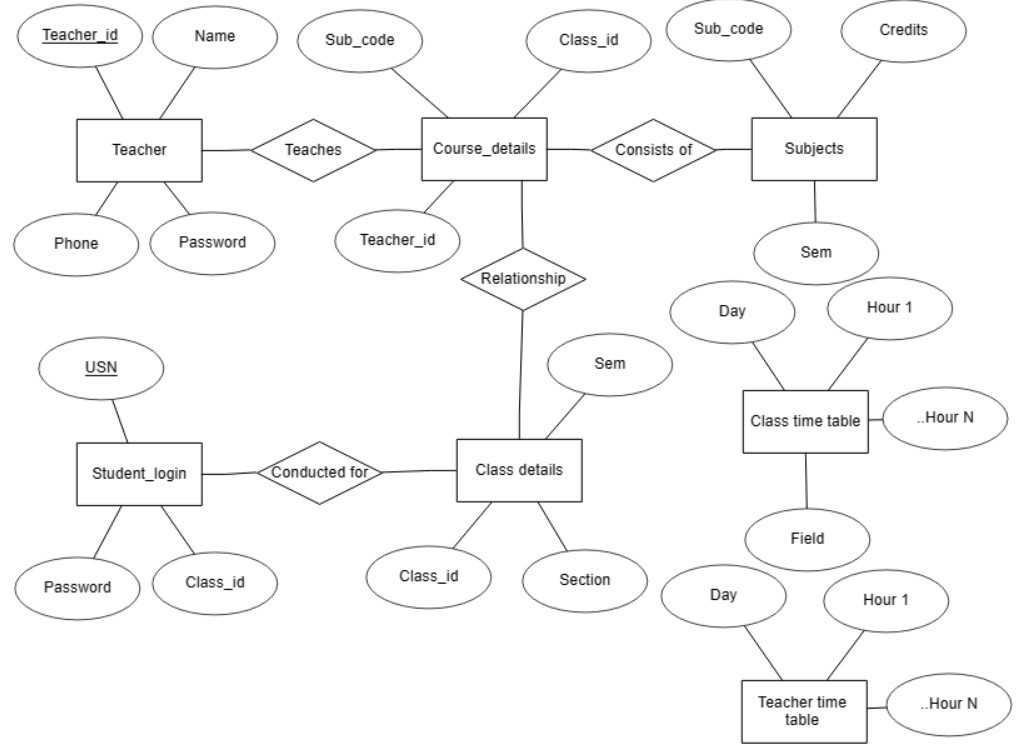 Teacher_id
Name
Sub_code
Class_id
Sub_code
Credits
Teacher
Teaches
Course_details
Consists of
Subjects
Phone
Password
Teacher_id
Sem
Relationship
Day
Hour 1
USN
Sem
Class time table
..Hour N
Student_login
Conducted for
Class details
Field
Password
Class_id
Class_id
Section
Day
Hour 1
Teacher time
table
..Hour N